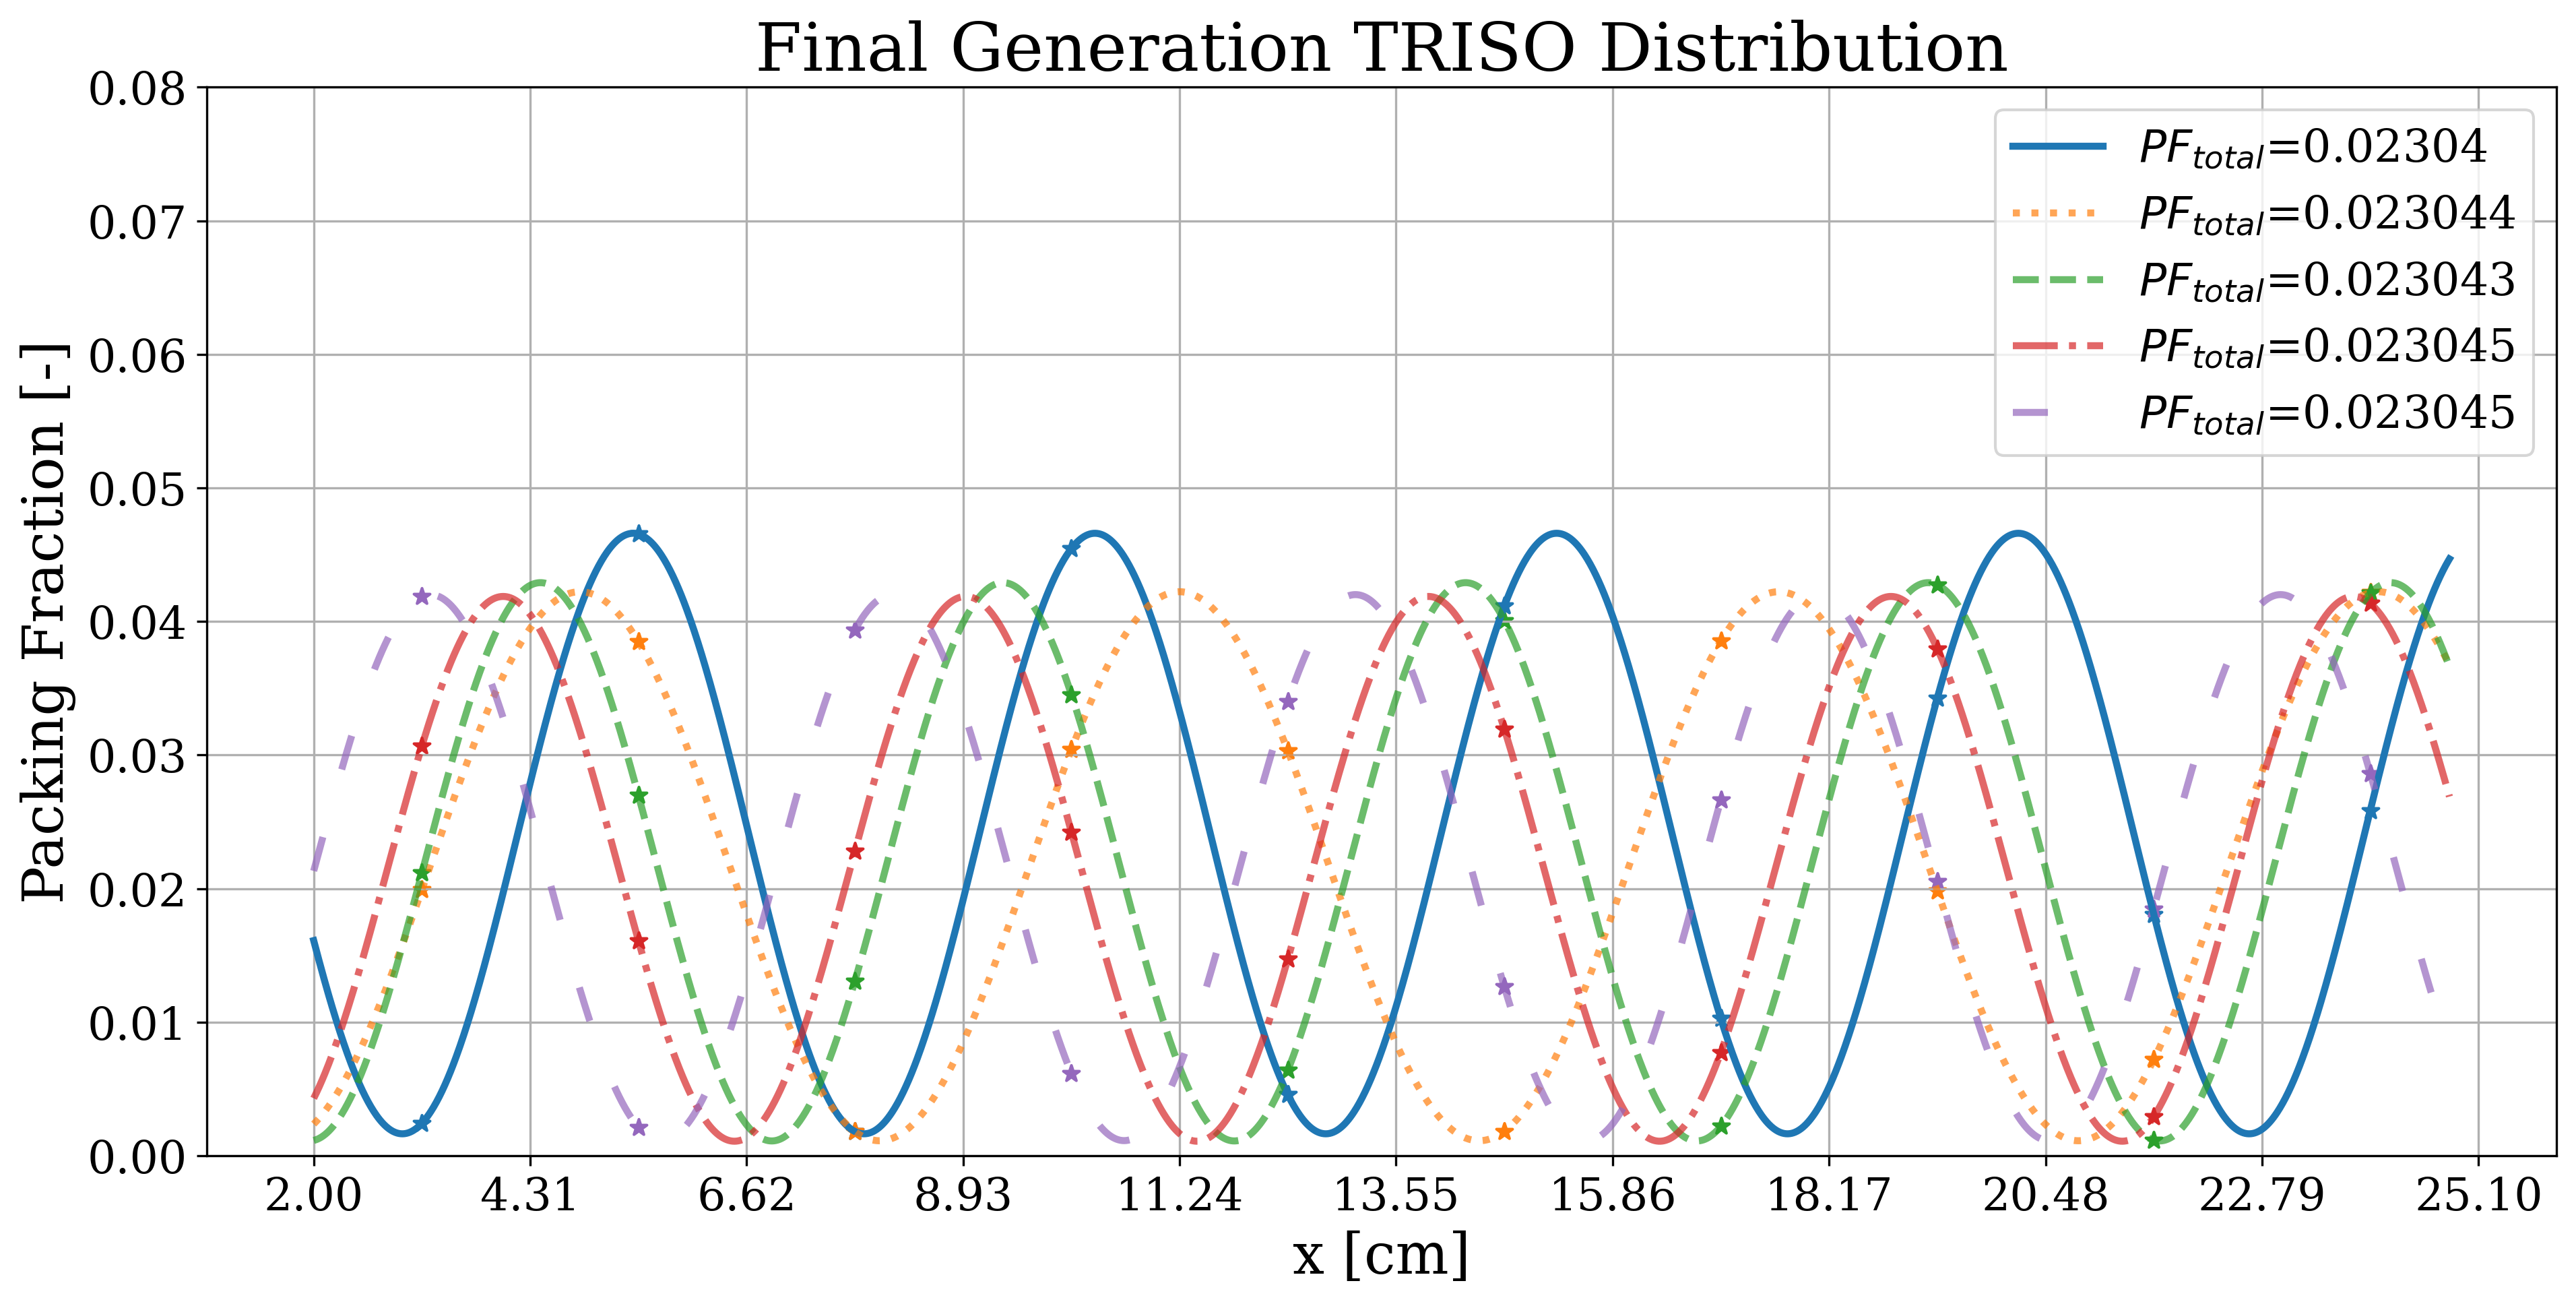 Final Generation TRISO Distribution
Packing Fraction [-]
0.08
0.07
0.06
0.05
0.04
0.03
0.02
0.01
0.00
PF_total=0.02304
PF_total=0.023044
PF_total=0.023043
PF_total=0.023045
PF_total=0.023045
2.00 4.31 6.62 8.93 11.24 13.55 15.86 18.17 20.48 22.79 25.10
x [cm]